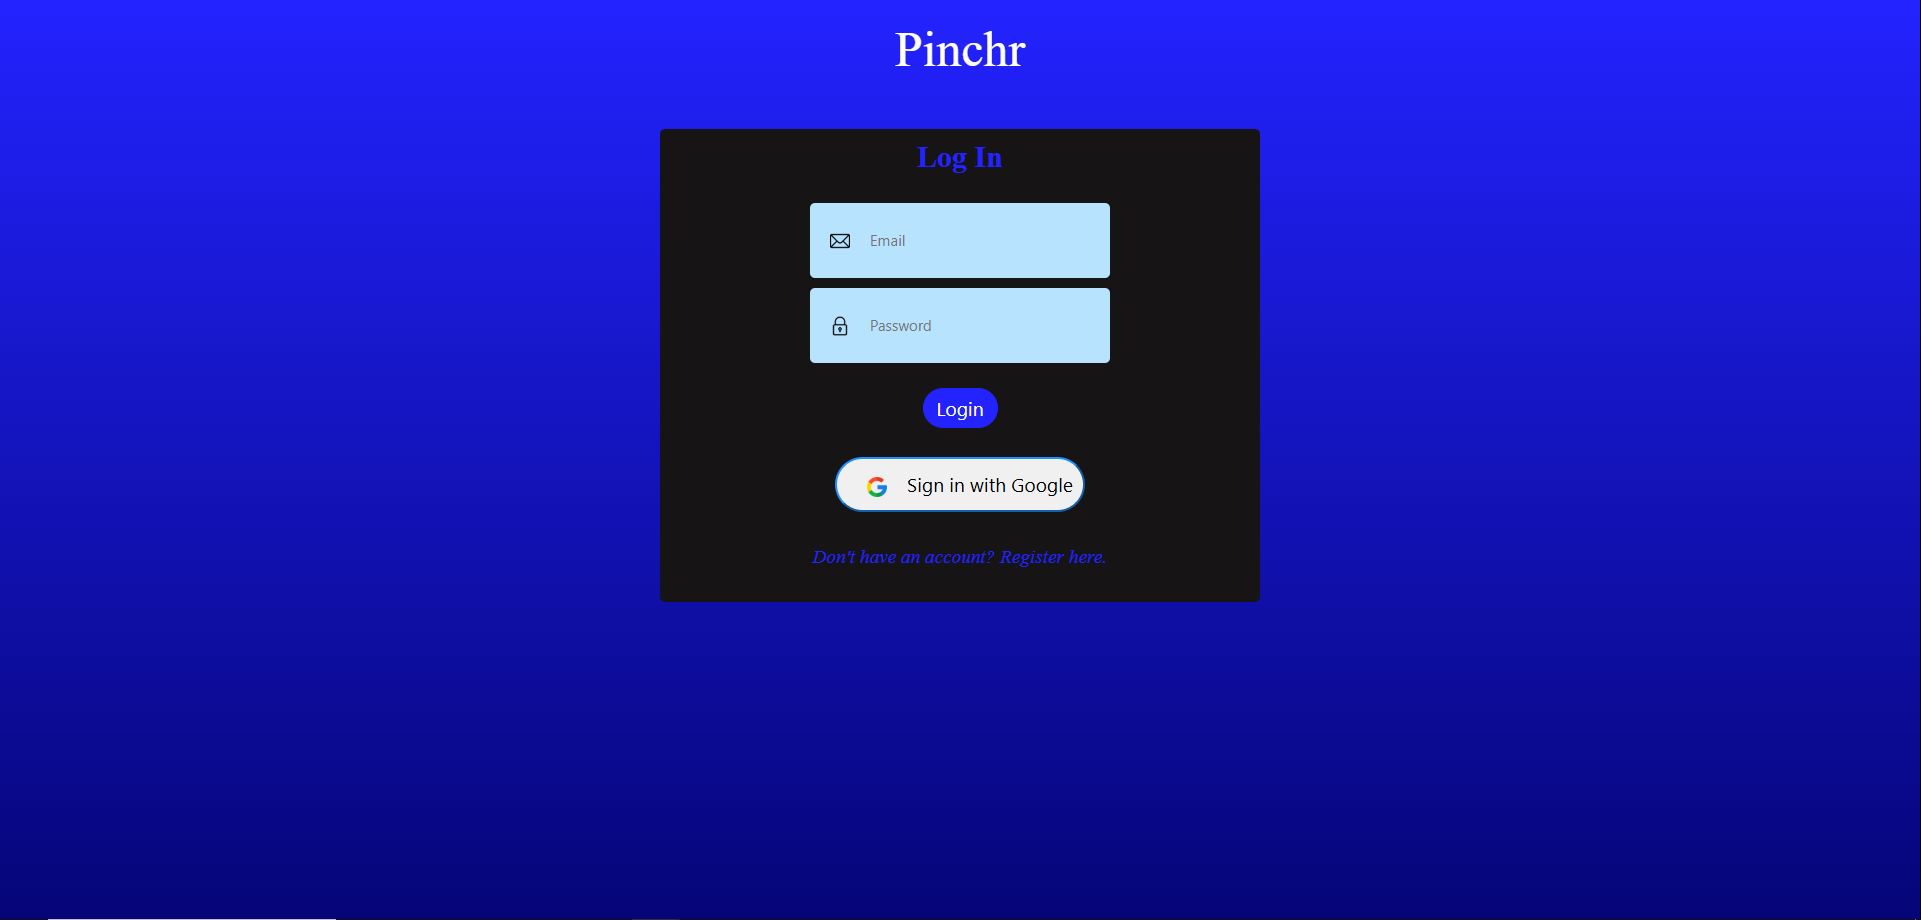 Pinchr
Log In
Email
Password
Login
Sign in with Google
Don't have an account? Register here.